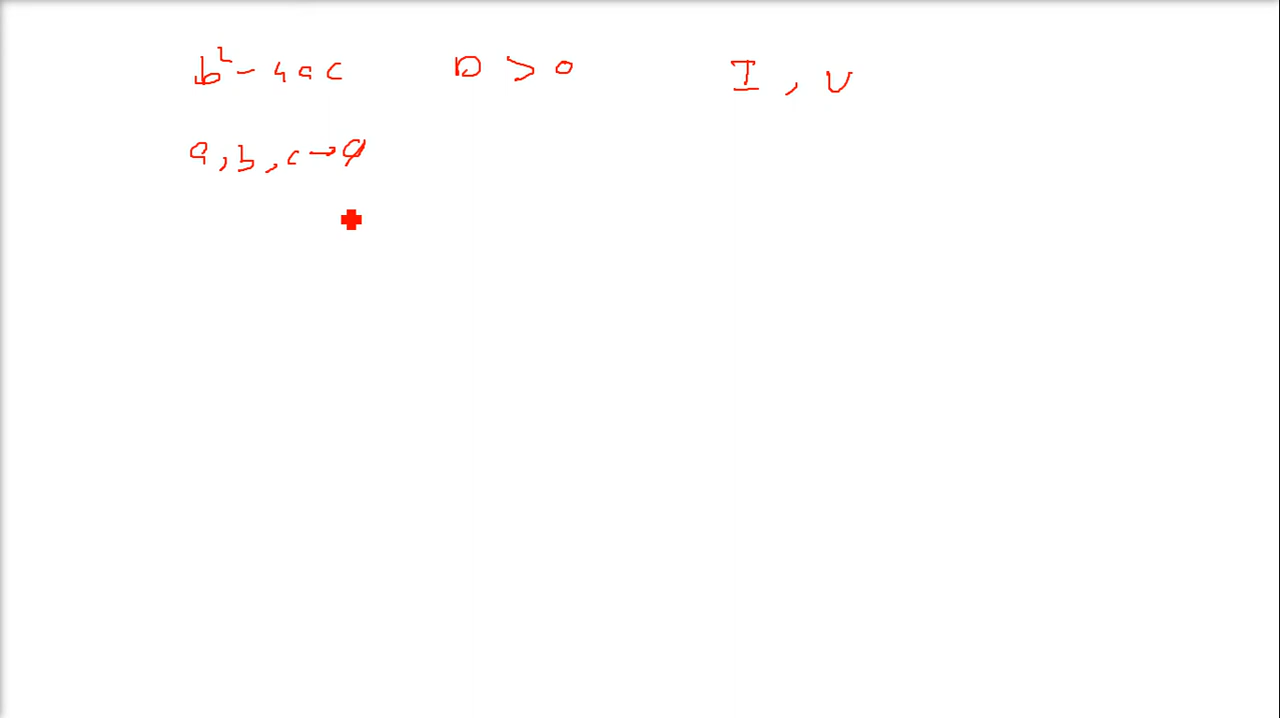 b² - 4ac D > 0 I, U
a, b, c →